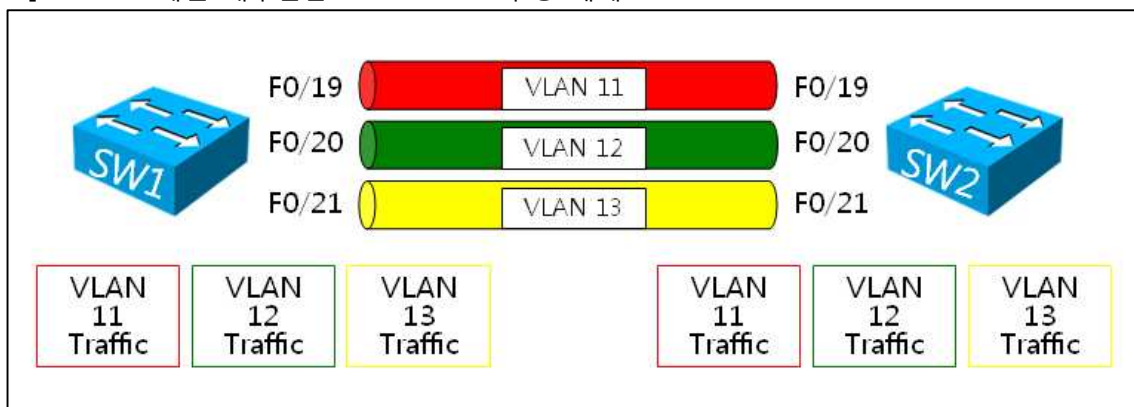 F0/19 VLAN 11 F0/19
F0/20 VLAN 12 F0/20
F0/21 VLAN 13 F0/21
SW1 SW2
VLAN 11 Traffic
VLAN 12 Traffic
VLAN 13 Traffic
VLAN 11 Traffic
VLAN 12 Traffic
VLAN 13 Traffic